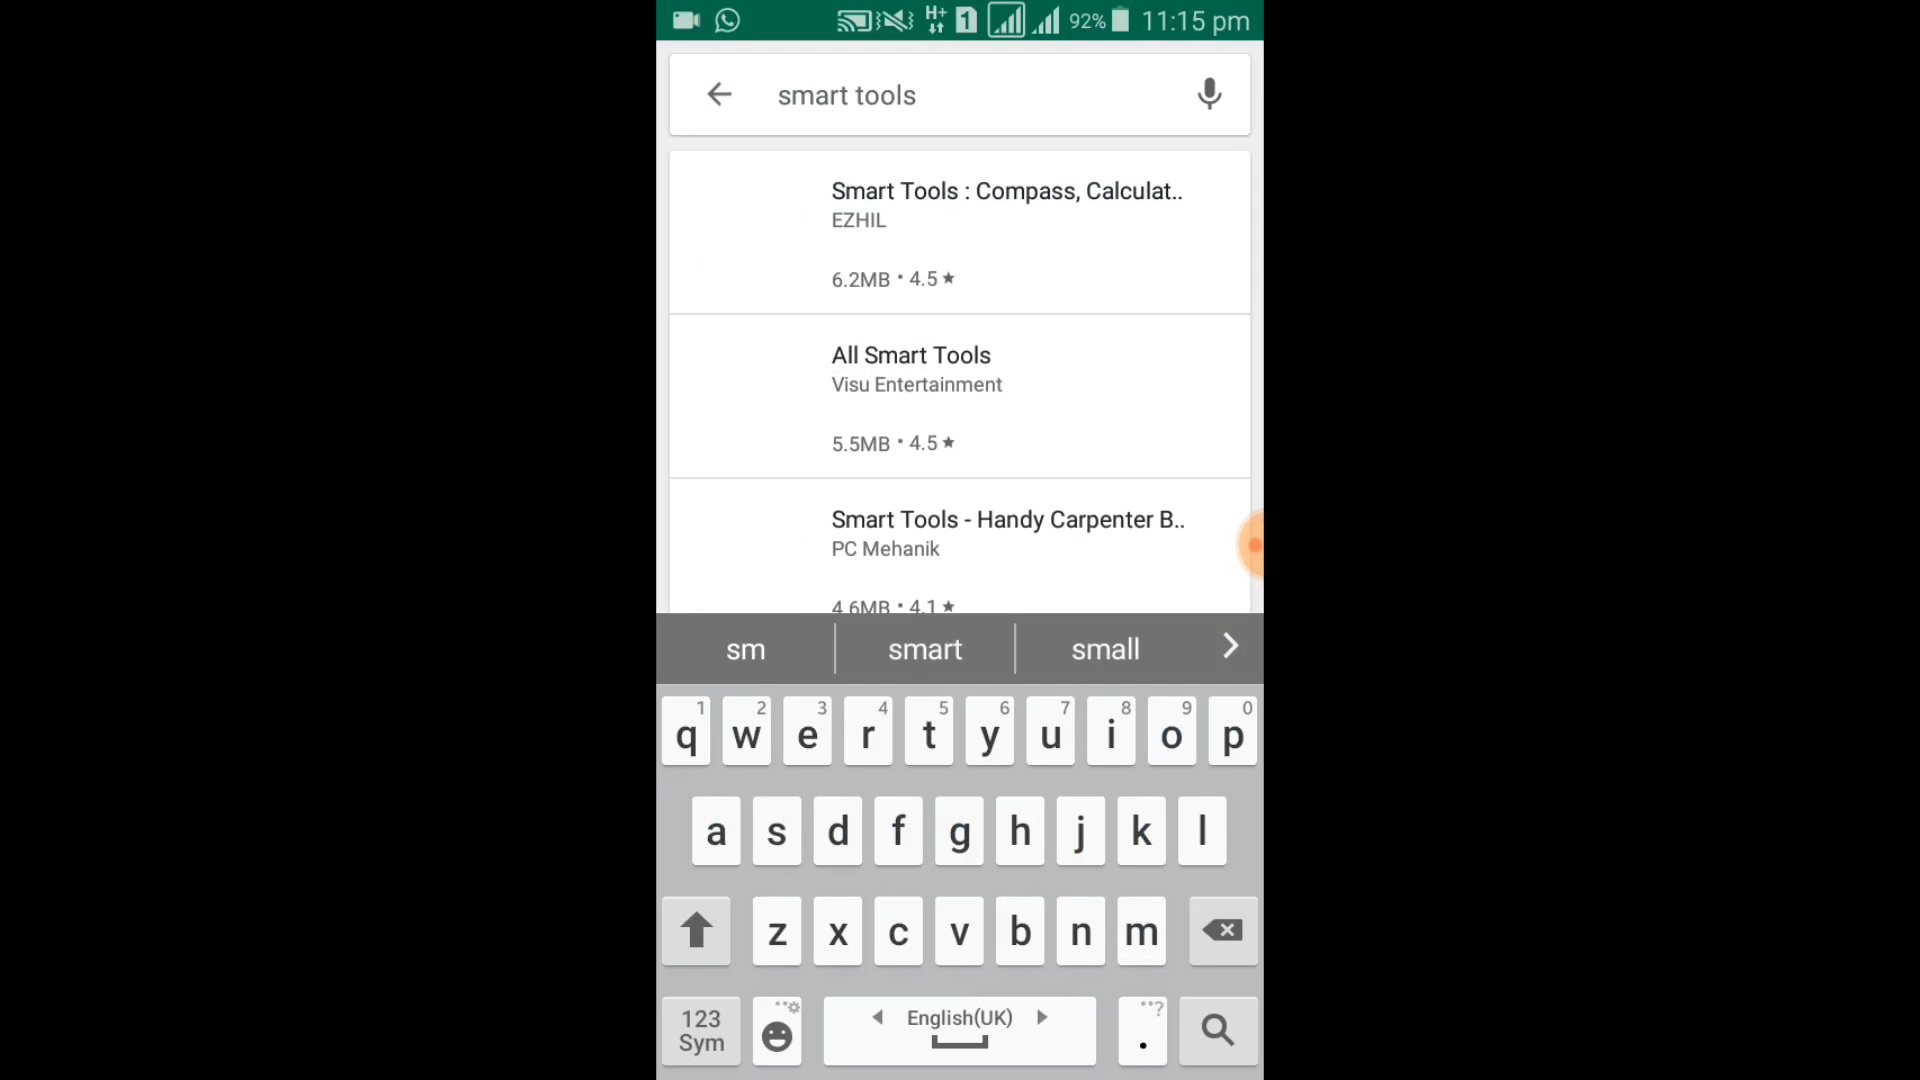 H+ 1 92% 11:15 pm
smart tools
Smart Tools : Compass, Calculat..
EZHIL
6.2MB • 4.5 ★
All Smart Tools
Visu Entertainment
5.5MB • 4.5 ★
Smart Tools - Handy Carpenter B..
PC Mehanik
4.6MB • 4.1 ★
sm smart small
1 2 3 4 5 6 7 8 9 0
q w e r t y u i o p
a s d f g h j k l
z x c v b n m
123 English(UK) ..?
Sym .